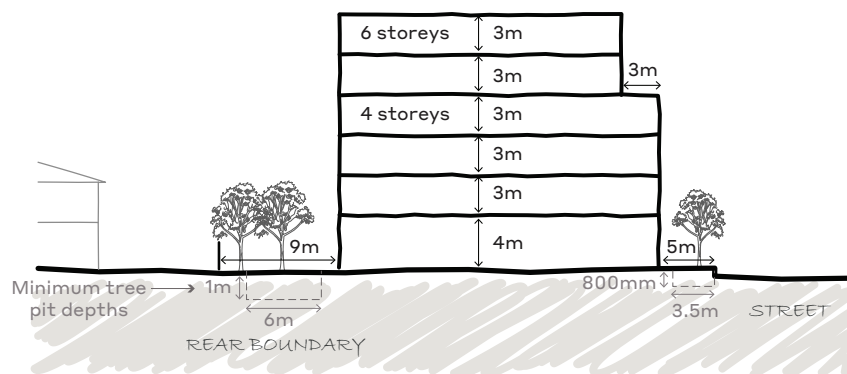 6 storeys
3m
3m
3m
4 storeys
3m
3m
3m
9m
4m
5m
Minimum tree
pit depths
1m
800mm
6m
3.5m
STREET
REAR BOUNDARY